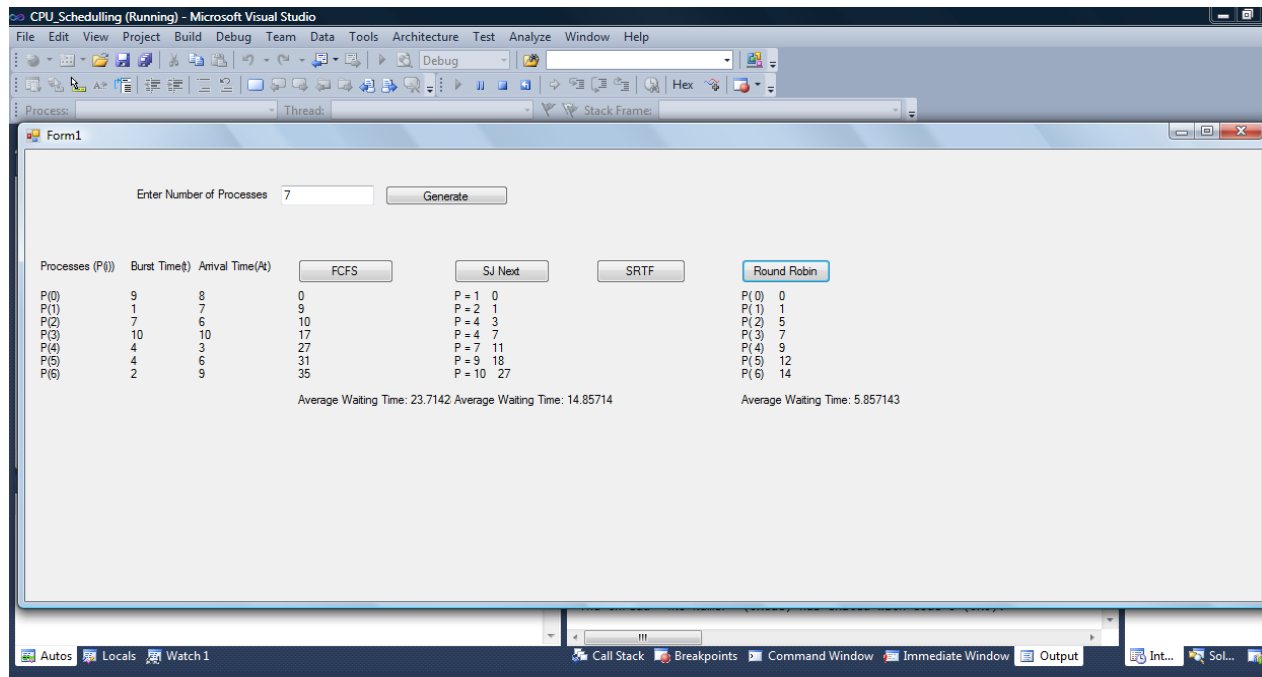 CPU_Schedulling (Running) - Microsoft Visual Studio
File Edit View Project Build Debug Team Data Tools Architecture Test Analyze Window Help
Debug
Hex
Process: Thread: Stack Frame:
Form1
Enter Number of Processes 7 Generate
Processes (P(i)) Burst Time(t) Arrival Time(At) FCFS SJ Next SRTF Round Robin
P(0) 9 8 0 P = 1 0 P( 0) 0
P(1) 1 7 9 P = 2 1 P( 1) 1
P(2) 7 6 10 P = 4 3 P( 2) 5
P(3) 10 10 17 P = 4 7 P( 3) 7
P(4) 4 3 27 P = 7 11 P( 4) 9
P(5) 4 6 31 P = 9 18 P( 5) 12
P(6) 2 9 35 P = 10 27 P( 6) 14
Average Waiting Time: 23.7142 Average Waiting Time: 14.85714 Average Waiting Time: 5.857143
Autos Locals Watch 1 Call Stack Breakpoints Command Window Immediate Window Output Int... Sol...